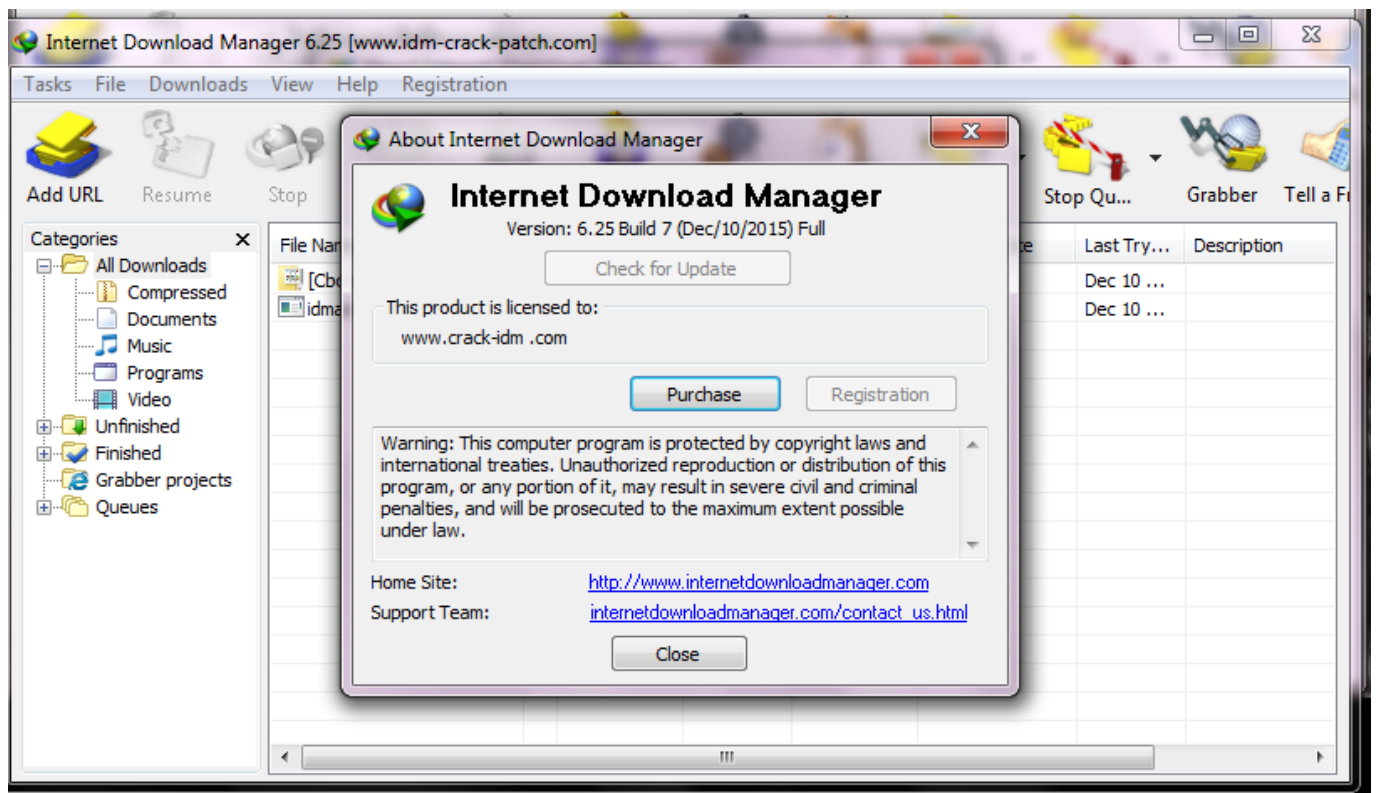 Internet Download Manager 6.25 [www.idm-crack-patch.com]
Tasks File Downloads View Help Registration
Add URL Resume Stop Stop Qu... Grabber Tell a Fr
Categories
All Downloads
Compressed
Documents
Music
Programs
Video
Unfinished
Finished
Grabber projects
Queues
File Nar Last Try... Description
Dec 10 ...
idma Dec 10 ...
About Internet Download Manager
Internet Download Manager
Version: 6.25 Build 7 (Dec/10/2015) Full
Check for Update
This product is licensed to:
www.crack-idm .com
Purchase Registration
Warning: This computer program is protected by copyright laws and
international treaties. Unauthorized reproduction or distribution of this
program, or any portion of it, may result in severe civil and criminal
penalties, and will be prosecuted to the maximum extent possible
under law.
Home Site: http://www.internetdownloadmanager.com
Support Team: internetdownloadmanager.com/contact_us.html
Close